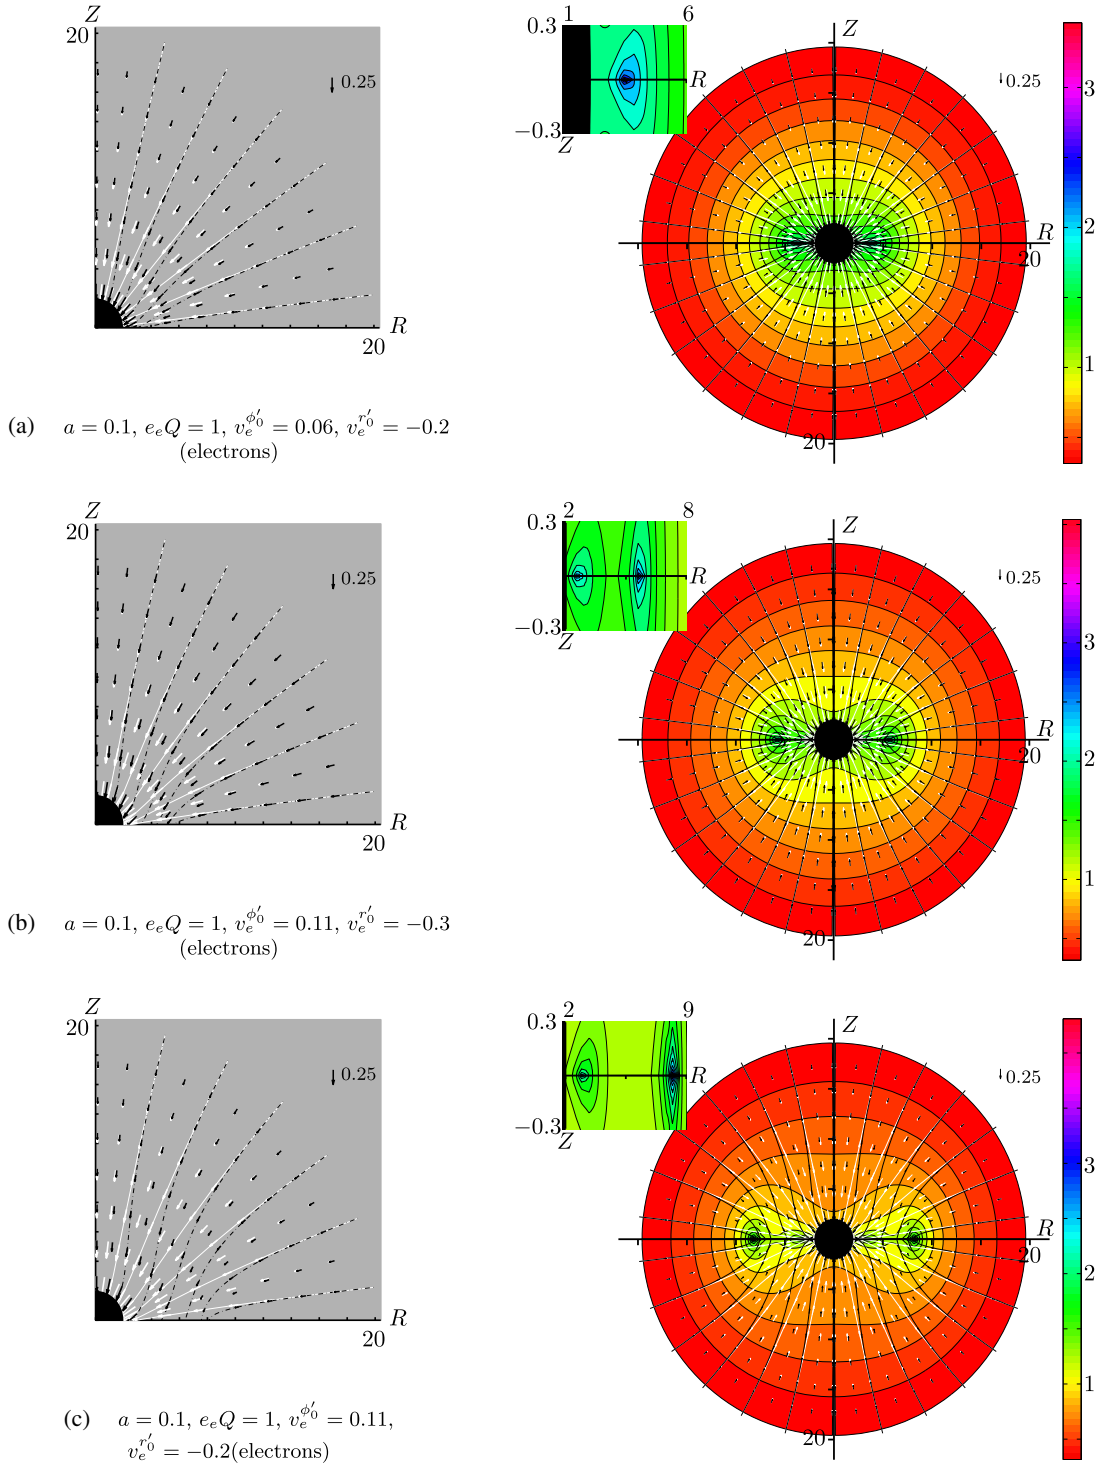 Z
20
0.25
R
20
1 6
0.3
−0.3
Z
R
Z
0.25
R
20
20
3
2
1
(a) a = 0.1, e_eQ = 1, v_e^{ϕ′_0} = 0.06, v_e^{r′_0} = −0.2
(electrons)
Z
20
0.25
R
20
2 8
0.3
−0.3
Z
R
Z
0.25
R
20
20
3
2
1
(b) a = 0.1, e_eQ = 1, v_e^{ϕ′_0} = 0.11, v_e^{r′_0} = −0.3
(electrons)
Z
20
0.25
R
20
2 9
0.3
−0.3
Z
R
Z
0.25
R
20
20
3
2
1
(c) a = 0.1, e_eQ = 1, v_e^{ϕ′_0} = 0.11,
v_e^{r′_0} = −0.2(electrons)